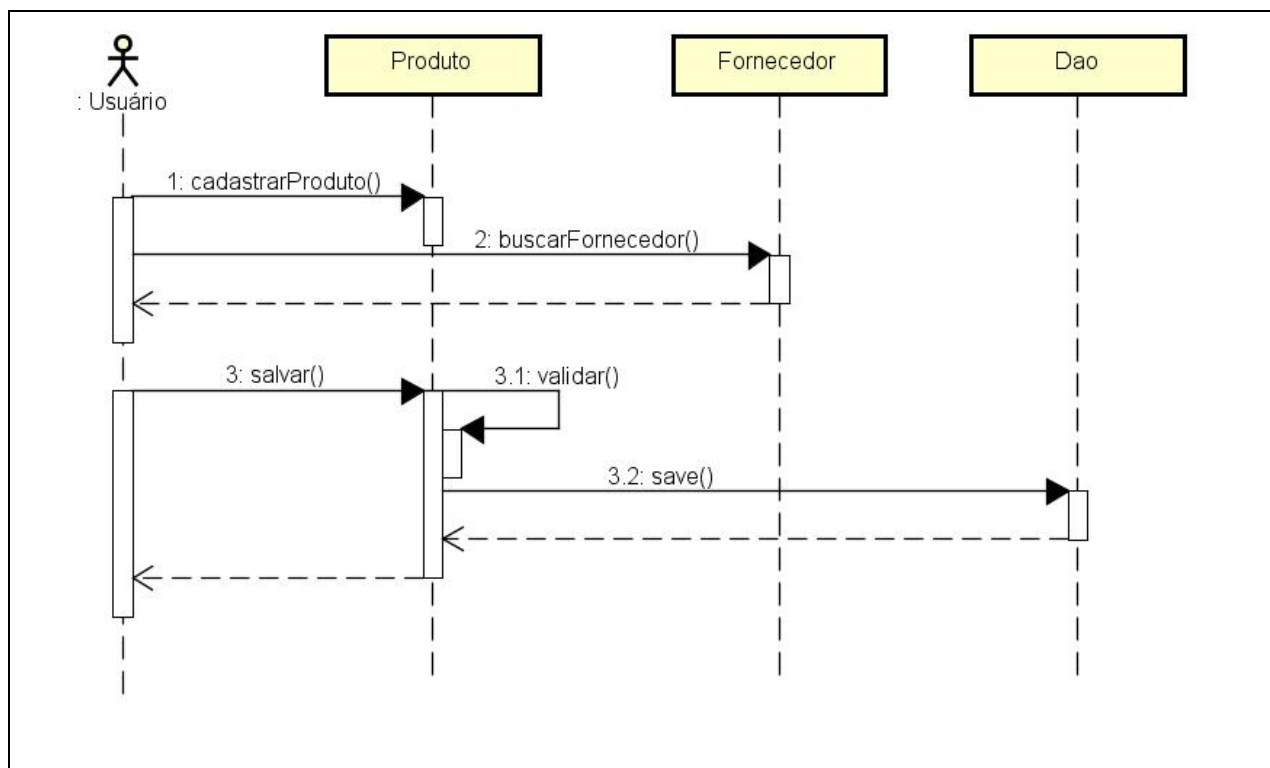 : Usuário
Produto
Fornecedor
Dao
1: cadastrarProduto()
2: buscarFornecedor()
3: salvar()
3.1: validar()
3.2: save()